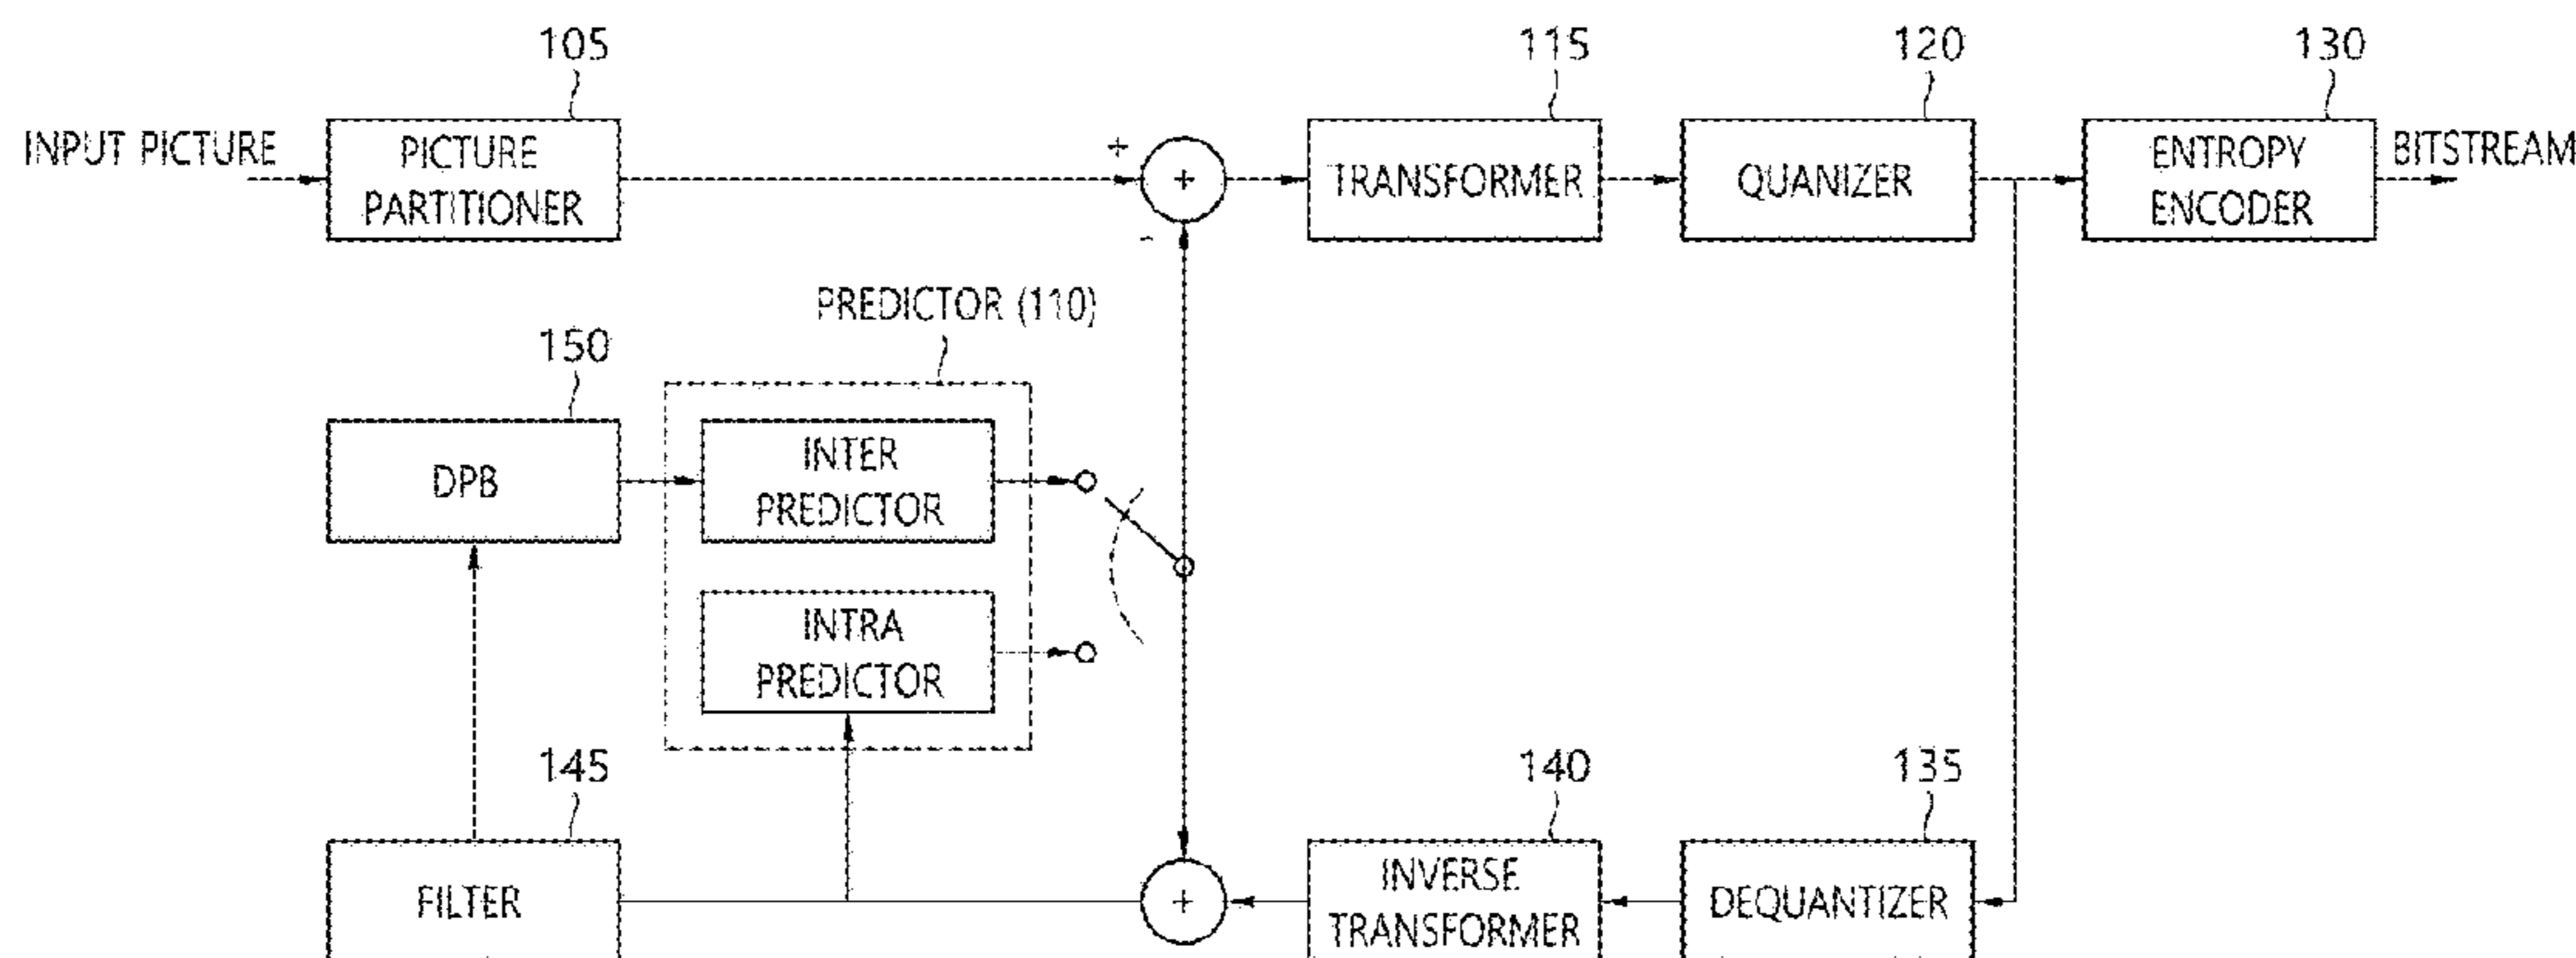 105
115
120
130
INPUT PICTURE
PICTURE
PARTITIONER
+
+
-
TRANSFORMER
QUANIZER
ENTROPY
ENCODER
BITSTREAM
PREDICTOR (110)
150
DPB
INTER
PREDICTOR
INTRA
PREDICTOR
145
140
135
FILTER
+
INVERSE
TRANSFORMER
DEQUANTIZER